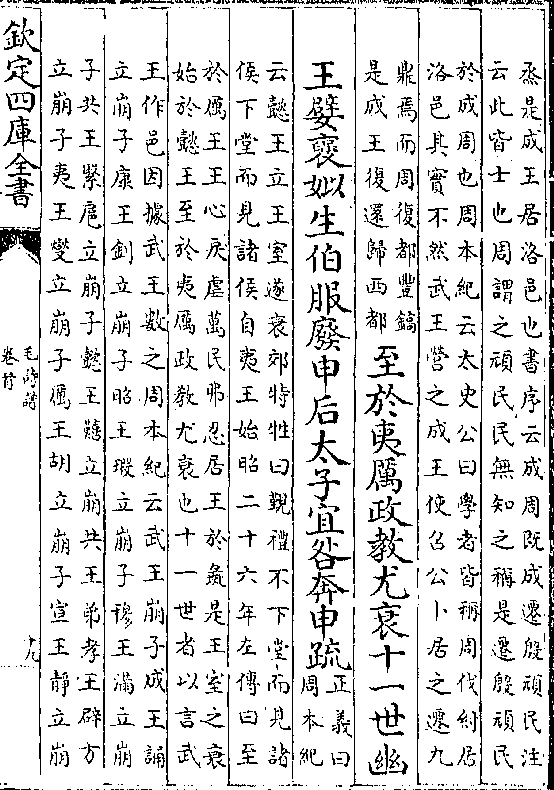 烝是成王居洛邑也書序云成周既成遷殷頑民注
云此皆士也周謂之頑民民無知之稱是遷殷頑民
於成周也周本紀云太史公曰學者皆稱周伐紂居
洛邑其實不然武王營之成王使召公卜居之遷九
鼎焉而周復都豐鎬
是成王復還歸西都
至於夷厲政教尤衰十一世幽
王嬖褒姒生伯服廢申后太子宜咎奔申疏
正義曰
周本紀
云懿王立王室遂衰郊特牲曰覲禮不下堂而見諸
侯下堂而見諸侯自夷王始昭二十六年左傳曰至
於厲王王心戾虐萬民弗忍居王於彘是王室之衰
始於懿王至於夷厲政教尤衰也十一世者以言武
王作邑因據武王數之周本紀云武王崩子成王誦
立崩子康王釗立崩子昭王瑕立崩子穆王滿立崩
子共王繄扈立崩子懿王囏立崩共王弟孝王辟方
立崩子夷王燮立崩子厲王胡立崩子宣王靜立崩
欽定四庫全書
毛詩譜
卷首
十九